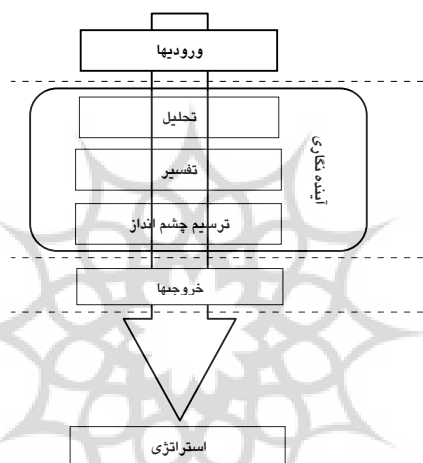 ورودیها
تحلیل
آینده نگاری
تفسیر
ترسیم چشم انداز
خروجیها
استراتژی